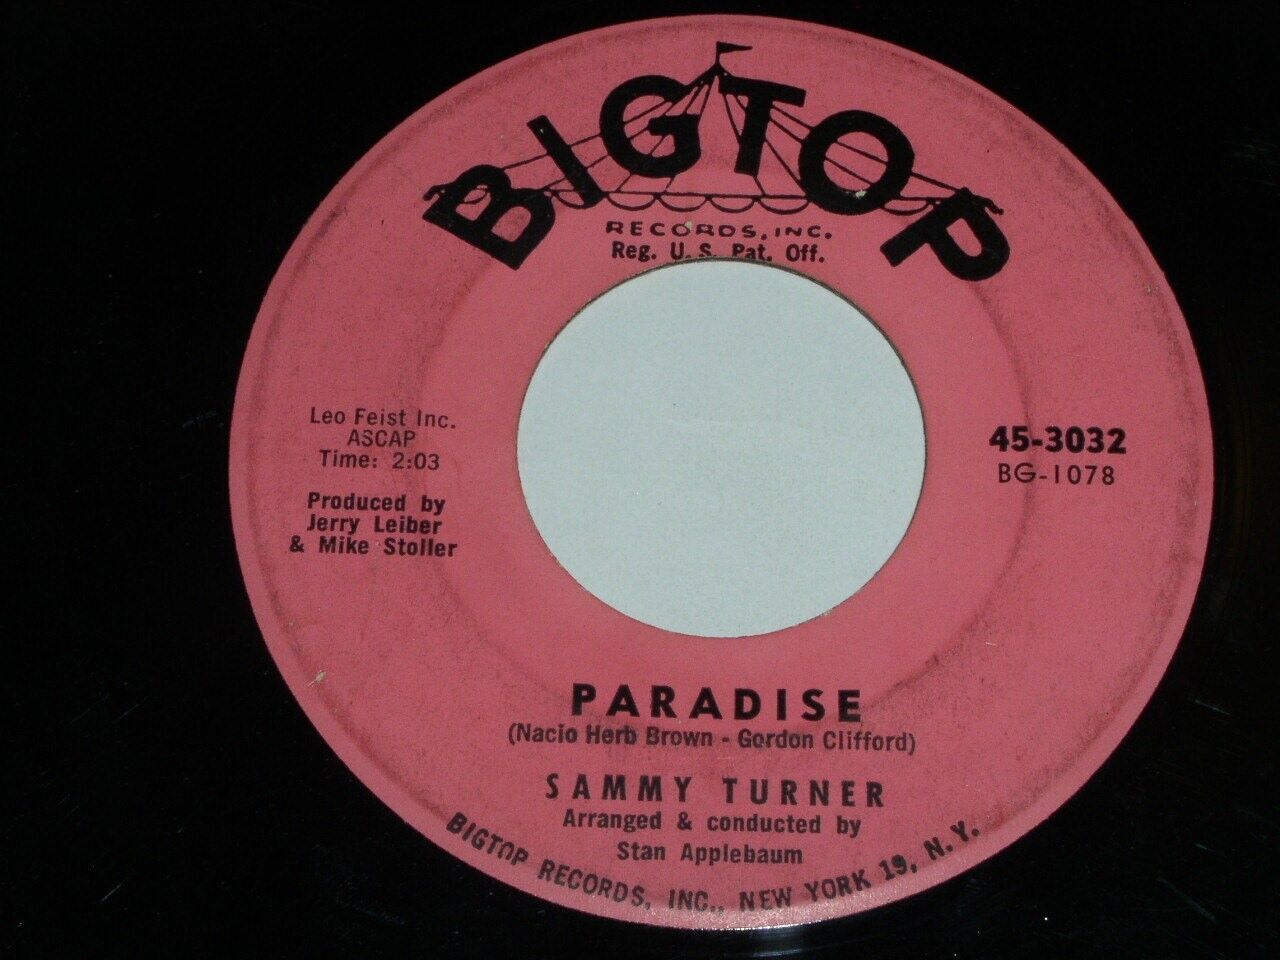 BIGTOP
RECORDS, INC.
Reg. U. S. Pat. Off.
Leo Feist Inc.
ASCAP
Time: 2:03
Produced by
Jerry Leiber
& Mike Stoller
45-3032
BG-1078
PARADISE
(Nacio Herb Brown - Gordon Clifford)
SAMMY TURNER
Arranged & conducted by
Stan Applebaum
BIGTOP RECORDS, INC., NEW YORK 19, N. Y.